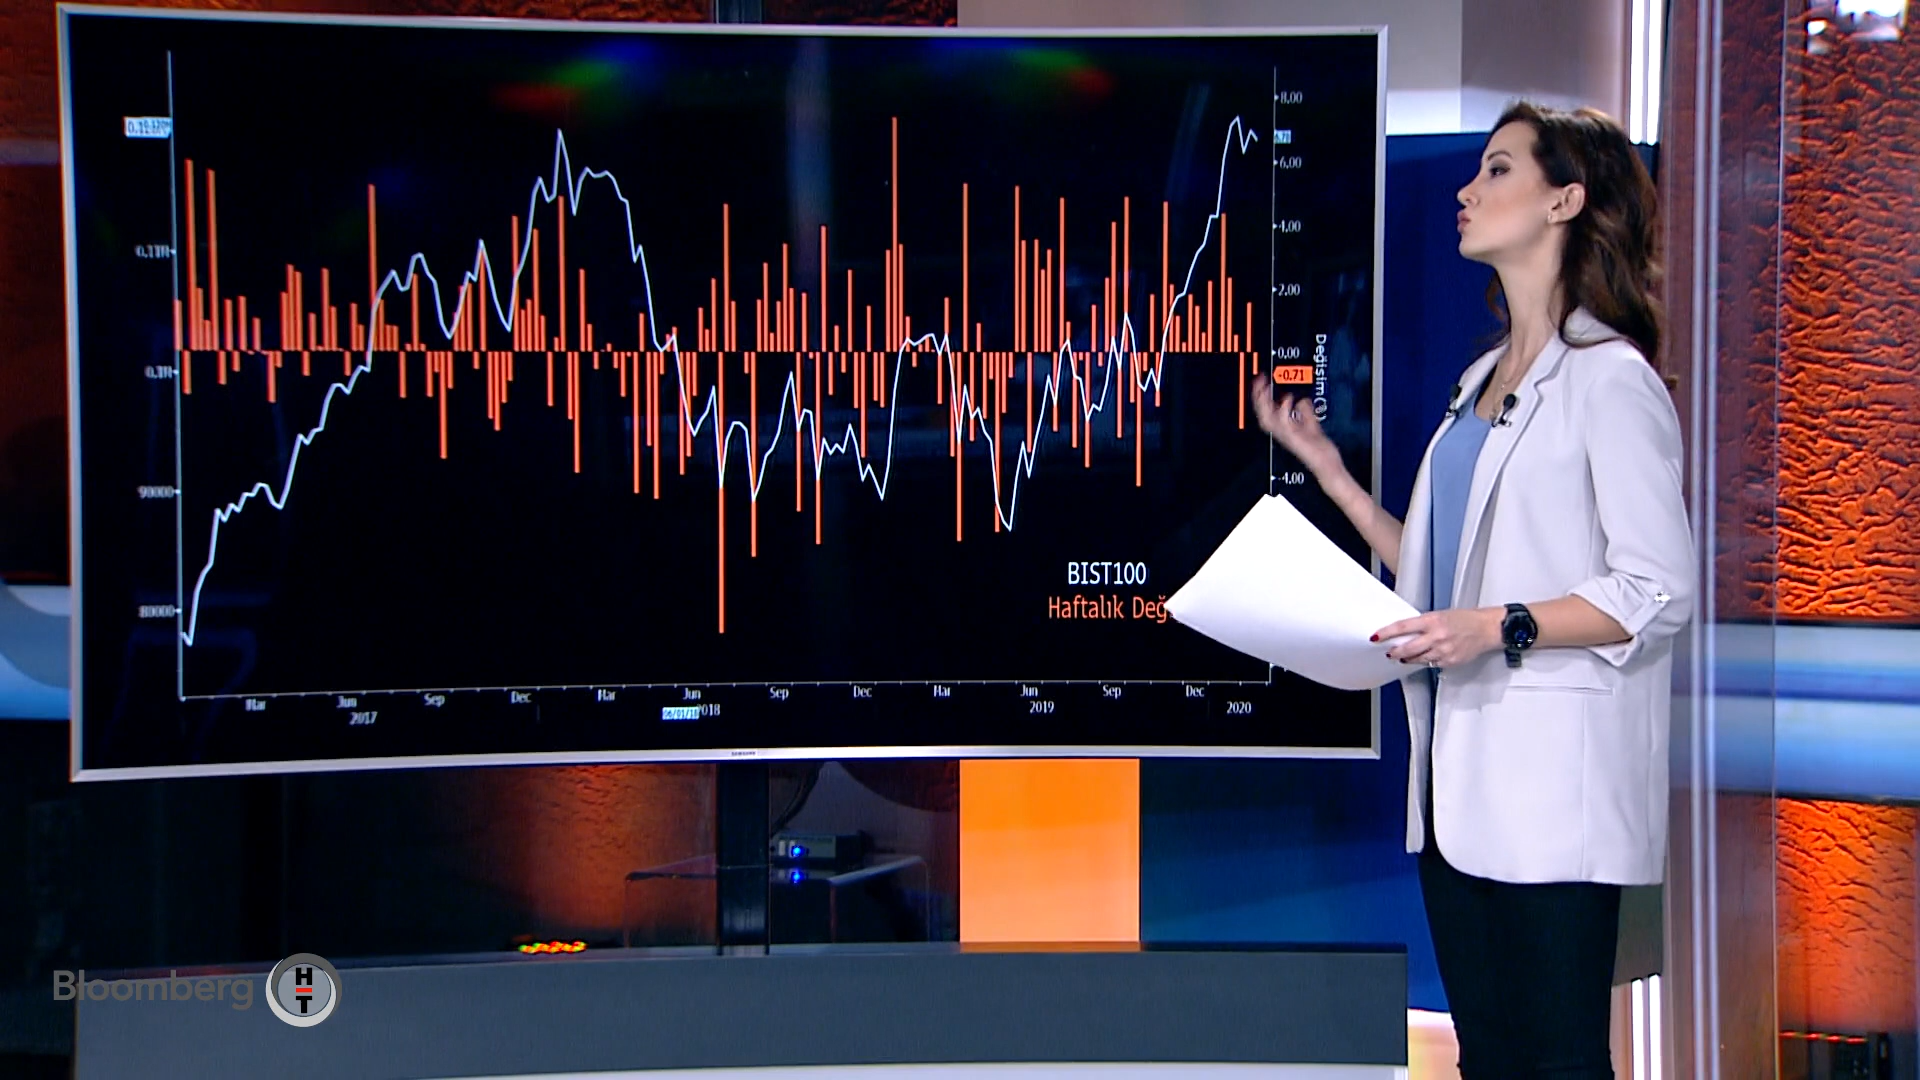 8.00
6.00
4.00
2.00
0.00
-0.71
-4.00
Değişim (%)
90000
80000
BIST100
Haftalık Değ
Mar
Jun
Sep
Dec
Mar
Jun
Sep
Dec
Mar
Jun
Sep
Dec
2017
2018
2019
2020
SAMSUNG
Bloomberg HT